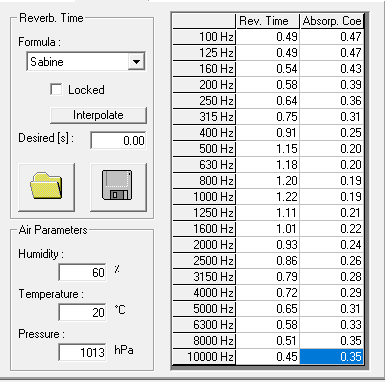 Reverb. Time
Formula :
Sabine
Locked
Interpolate
Desired [s] : 0.00
Air Parameters
Humidity :
60 %
Temperature :
20 °C
Pressure :
1013 hPa
Rev. Time Absorp. Coe
100 Hz 0.49 0.47
125 Hz 0.49 0.47
160 Hz 0.54 0.43
200 Hz 0.58 0.39
250 Hz 0.64 0.36
315 Hz 0.75 0.31
400 Hz 0.91 0.25
500 Hz 1.15 0.20
630 Hz 1.18 0.20
800 Hz 1.20 0.19
1000 Hz 1.22 0.19
1250 Hz 1.11 0.21
1600 Hz 1.01 0.22
2000 Hz 0.93 0.24
2500 Hz 0.86 0.26
3150 Hz 0.79 0.28
4000 Hz 0.72 0.29
5000 Hz 0.65 0.31
6300 Hz 0.58 0.33
8000 Hz 0.51 0.35
10000 Hz 0.45 0.35